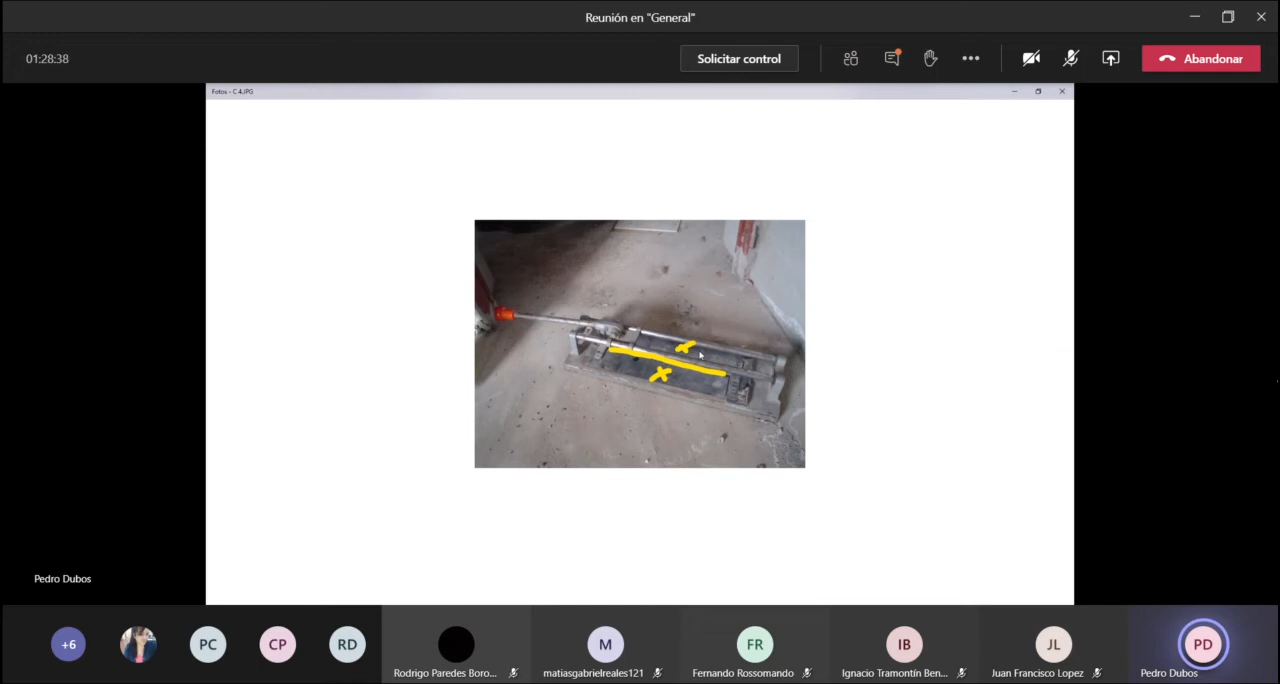 Reunión en "General"
01:28:38
Solicitar control
Abandonar
Fotos - C 4.JPG
Pedro Dubos
+6
PC
CP
RD
M
FR
IB
JL
PD
Rodrigo Paredes Boro...
matiasgabrielreales121
Fernando Rossomando
Ignacio Tramontín Ben...
Juan Francisco Lopez
Pedro Dubos